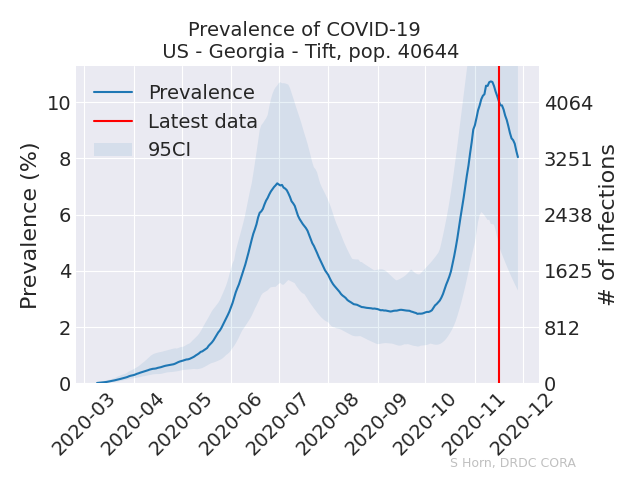 Prevalence of COVID-19
US - Georgia - Tift, pop. 40644
Prevalence
Latest data
95CI
Prevalence (%)
10
8
6
4
2
0
# of infections
4064
3251
2438
1625
812
0
2020-03
2020-04
2020-05
2020-06
2020-07
2020-08
2020-09
2020-10
2020-11
2020-12
S Horn, DRDC CORA